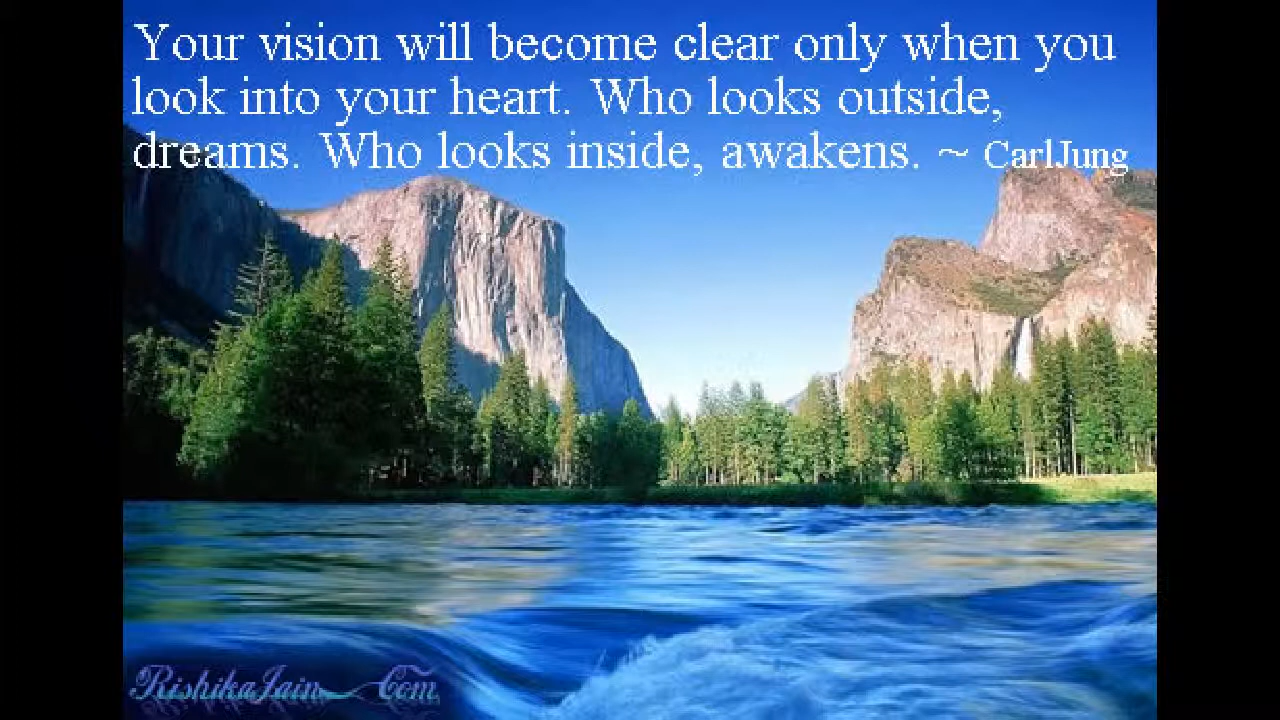 Your vision will become clear only when you
look into your heart. Who looks outside,
dreams. Who looks inside, awakens. ~ CarlJung
RishikaJain Com